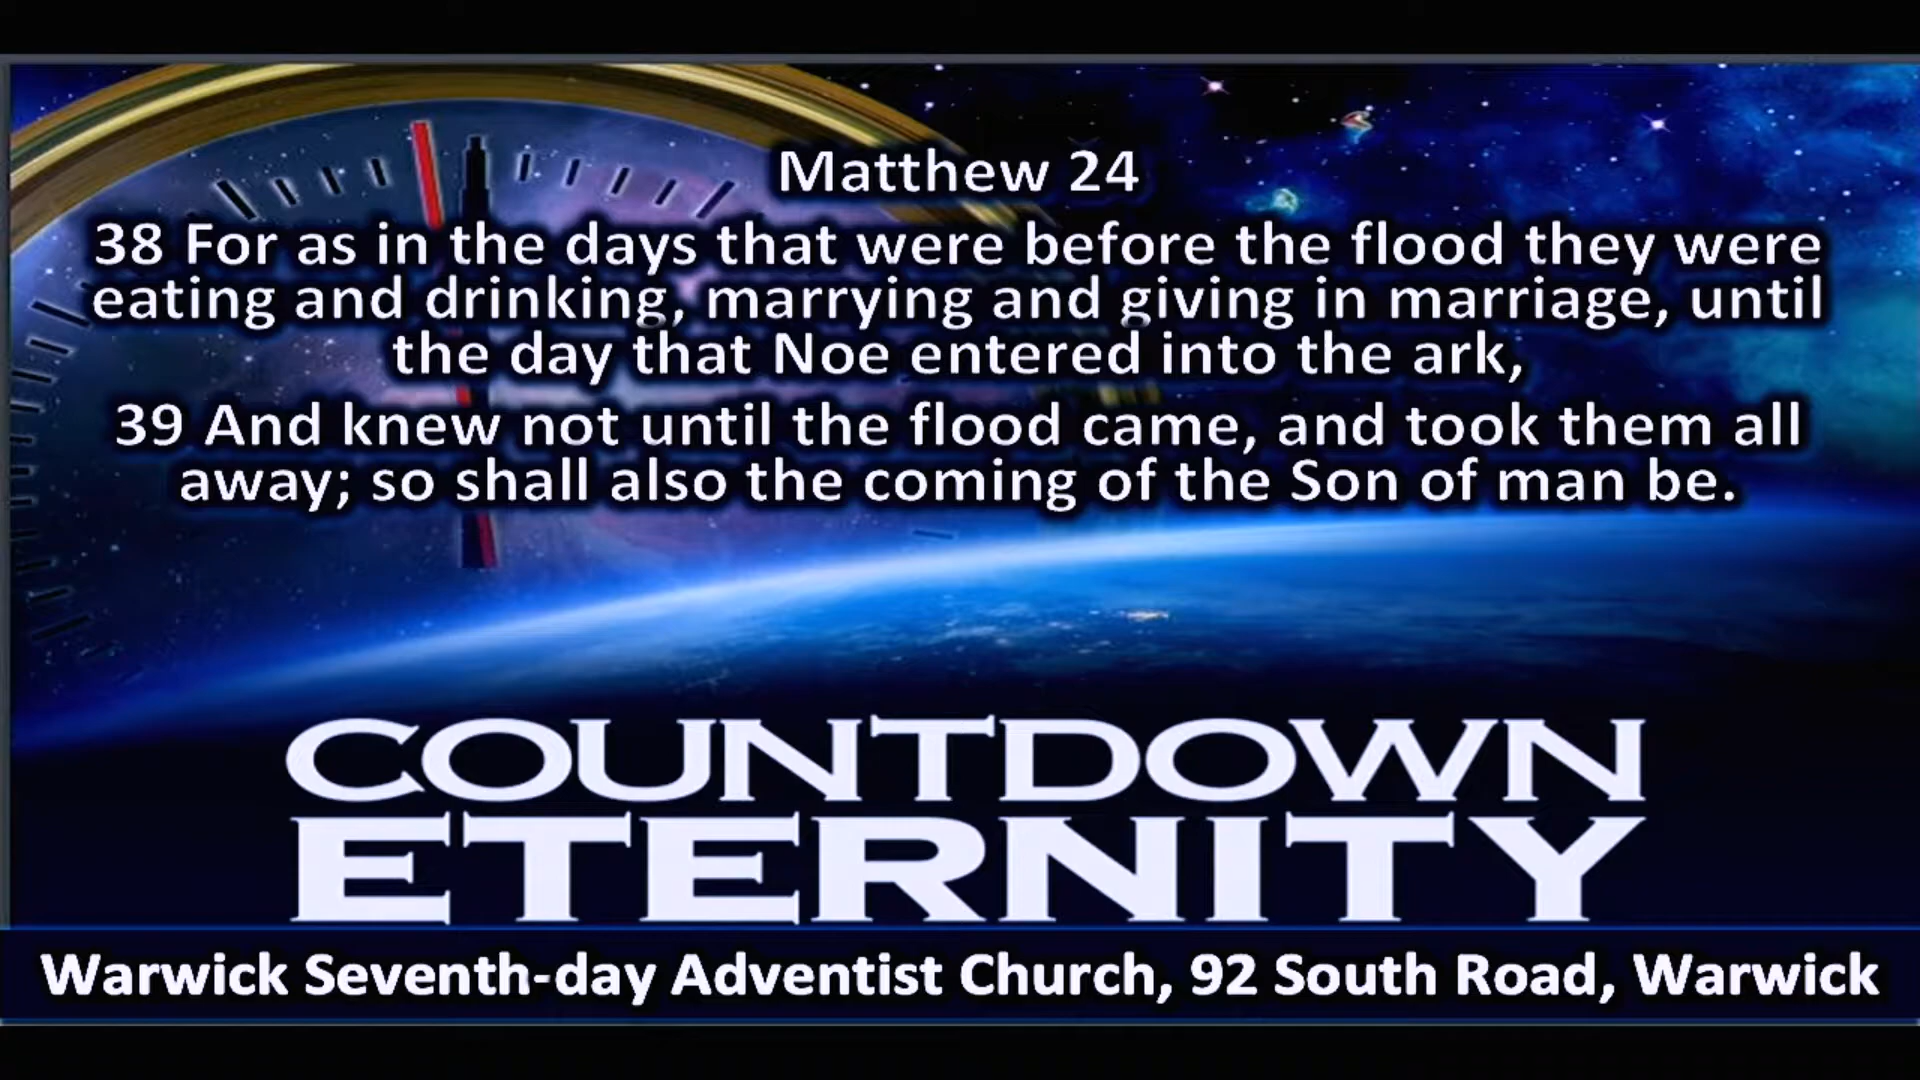 Matthew 24
38 For as in the days that were before the flood they were
eating and drinking, marrying and giving in marriage, until
the day that Noe entered into the ark,
39 And knew not until the flood came, and took them all
away; so shall also the coming of the Son of man be.
COUNTDOWN
ETERNITY
Warwick Seventh-day Adventist Church, 92 South Road, Warwick